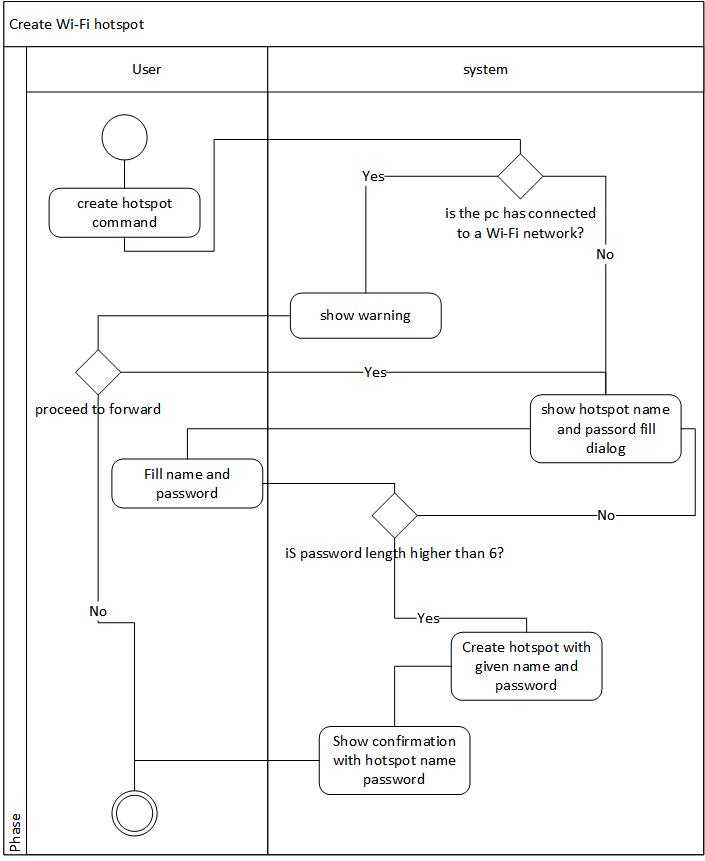 Create Wi-Fi hotspot
User
system
create hotspot
command
Yes
is the pc has connected
to a Wi-Fi network?
No
show warning
Yes
proceed to forward
show hotspot name
and passord fill
dialog
Fill name and
password
No
iS password length higher than 6?
No
Yes
Create hotspot with
given name and
password
Show confirmation
with hotspot name
password
Phase